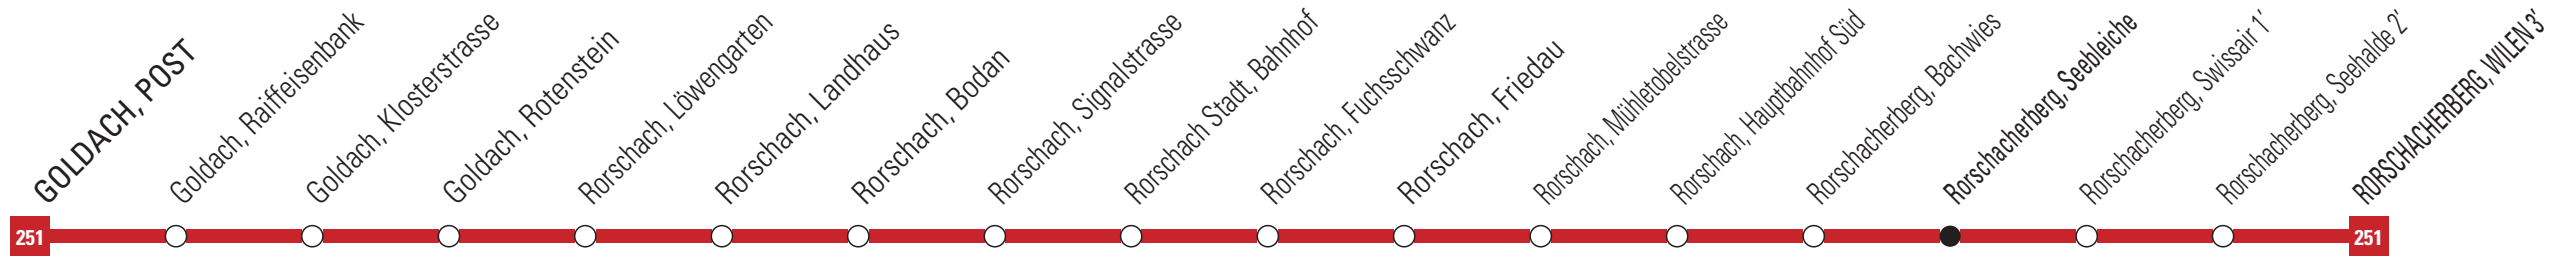 GOLDACH, POST
Goldach, Raiffeisenbank
Goldach, Klosterstrasse
Goldach, Rotenstein
Rorschach, Löwengarten
Rorschach, Landhaus
Rorschach, Bodan
Rorschach, Signalstrasse
Rorschach Stadt, Bahnhof
Rorschach, Fuchsschwanz
Rorschach, Friedau
Rorschach, Mühletobelstrasse
Rorschach, Hauptbahnhof Süd
Rorschacherberg, Bachwies
Rorschacherberg, Seebleiche
Rorschacherberg, Swissair 1'
Rorschacherberg, Seehalde 2'
RORSCHACHERBERG, WILEN 3'
251
251